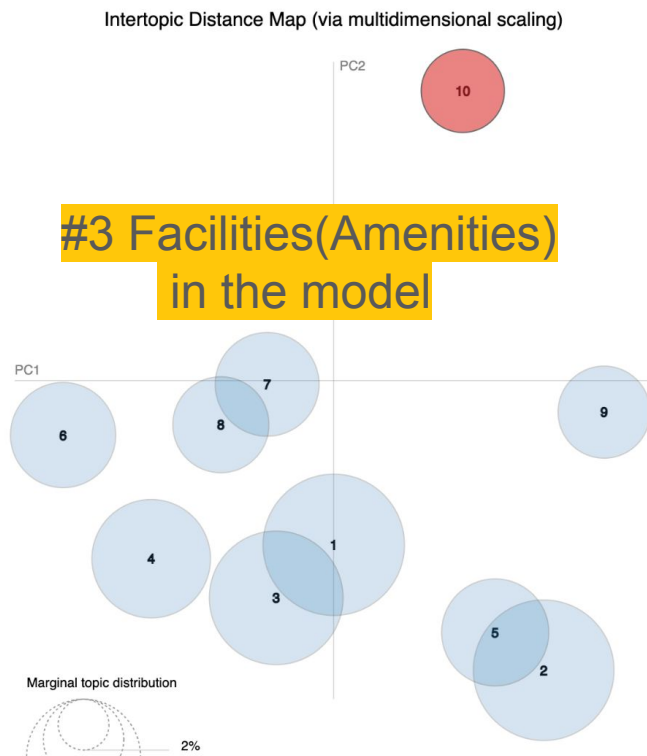 Intertopic Distance Map (via multidimensional scaling)
PC2
10
#3 Facilities(Amenities)
in the model
PC1
7
9
8
6
1
4
3
5
2
Marginal topic distribution
2%